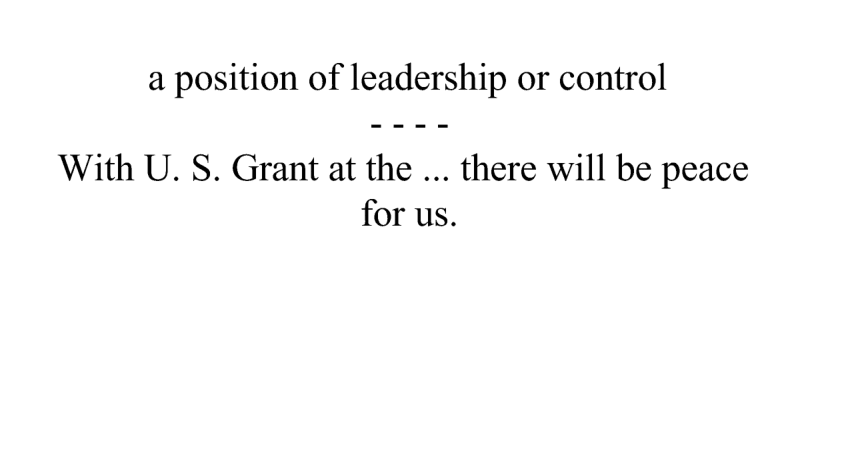 a position of leadership or control
- - - -
With U. S. Grant at the ... there will be peace
for us.